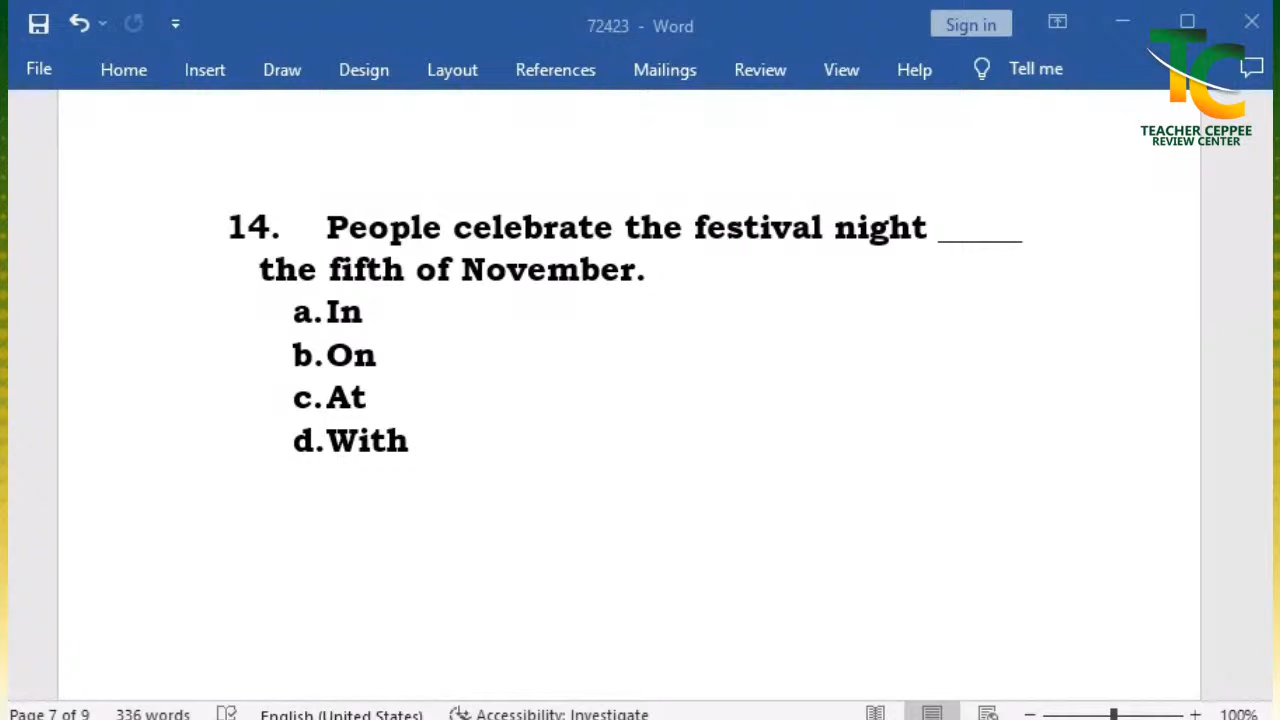 72423 - Word
Sign in
File Home Insert Draw Design Layout References Mailings Review View Help Tell me
TC
TEACHER CEPPEE
REVIEW CENTER
14. People celebrate the festival night _____
the fifth of November.
a. In
b. On
c. At
d. With
Page 7 of 9 336 words English (United States) Accessibility: Investigate 100%